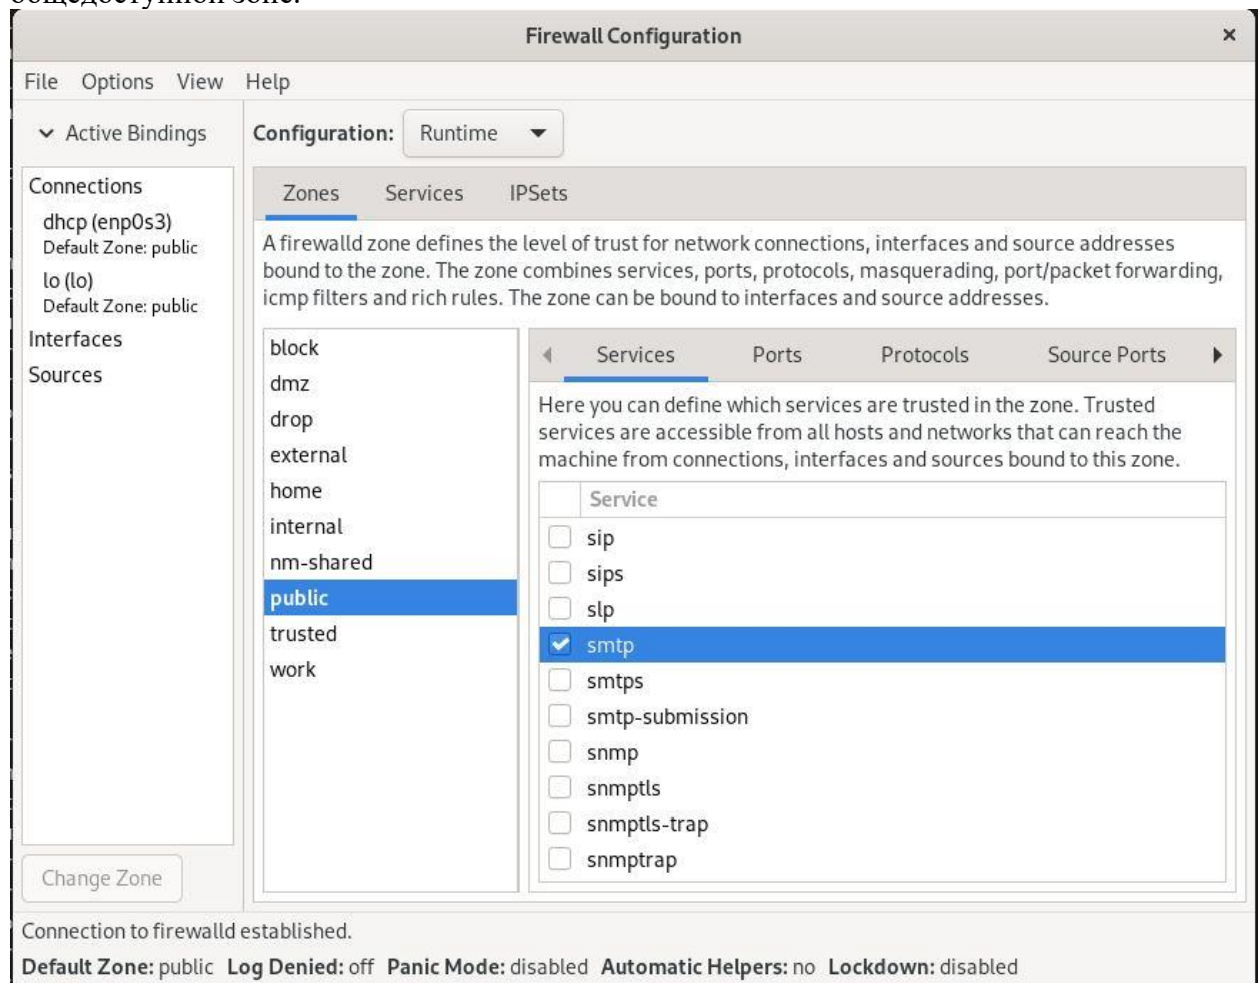 общедоступной зоне.
Firewall Configuration ×
File Options View Help
Active Bindings
Configuration: Runtime
Connections
dhcp (enp0s3)
Default Zone: public
lo (lo)
Default Zone: public
Interfaces
Sources
Change Zone
Zones Services IPSets
A firewalld zone defines the level of trust for network connections, interfaces and source addresses
bound to the zone. The zone combines services, ports, protocols, masquerading, port/packet forwarding,
icmp filters and rich rules. The zone can be bound to interfaces and source addresses.
block
dmz
drop
external
home
internal
nm-shared
public
trusted
work
Services Ports Protocols Source Ports
Here you can define which services are trusted in the zone. Trusted
services are accessible from all hosts and networks that can reach the
machine from connections, interfaces and sources bound to this zone.
Service
sip
sips
slp
smtp
smtps
smtp-submission
snmp
snmptls
snmptls-trap
snmptrap
Connection to firewalld established.
Default Zone: public Log Denied: off Panic Mode: disabled Automatic Helpers: no Lockdown: disabled